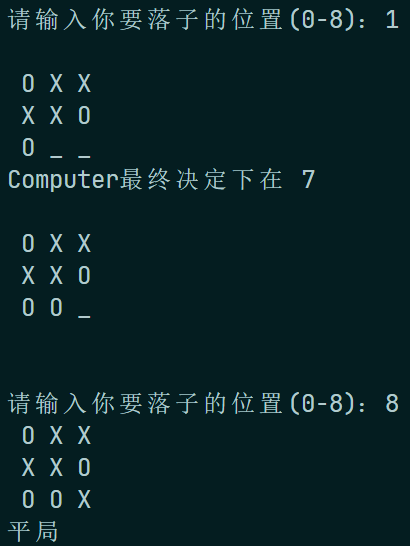 请输入你要落子的位置(0-8)：1
O X X
X X O
O _ _
Computer最终决定下在 7
O X X
X X O
O O _
请输入你要落子的位置(0-8)：8
O X X
X X O
O O X
平局